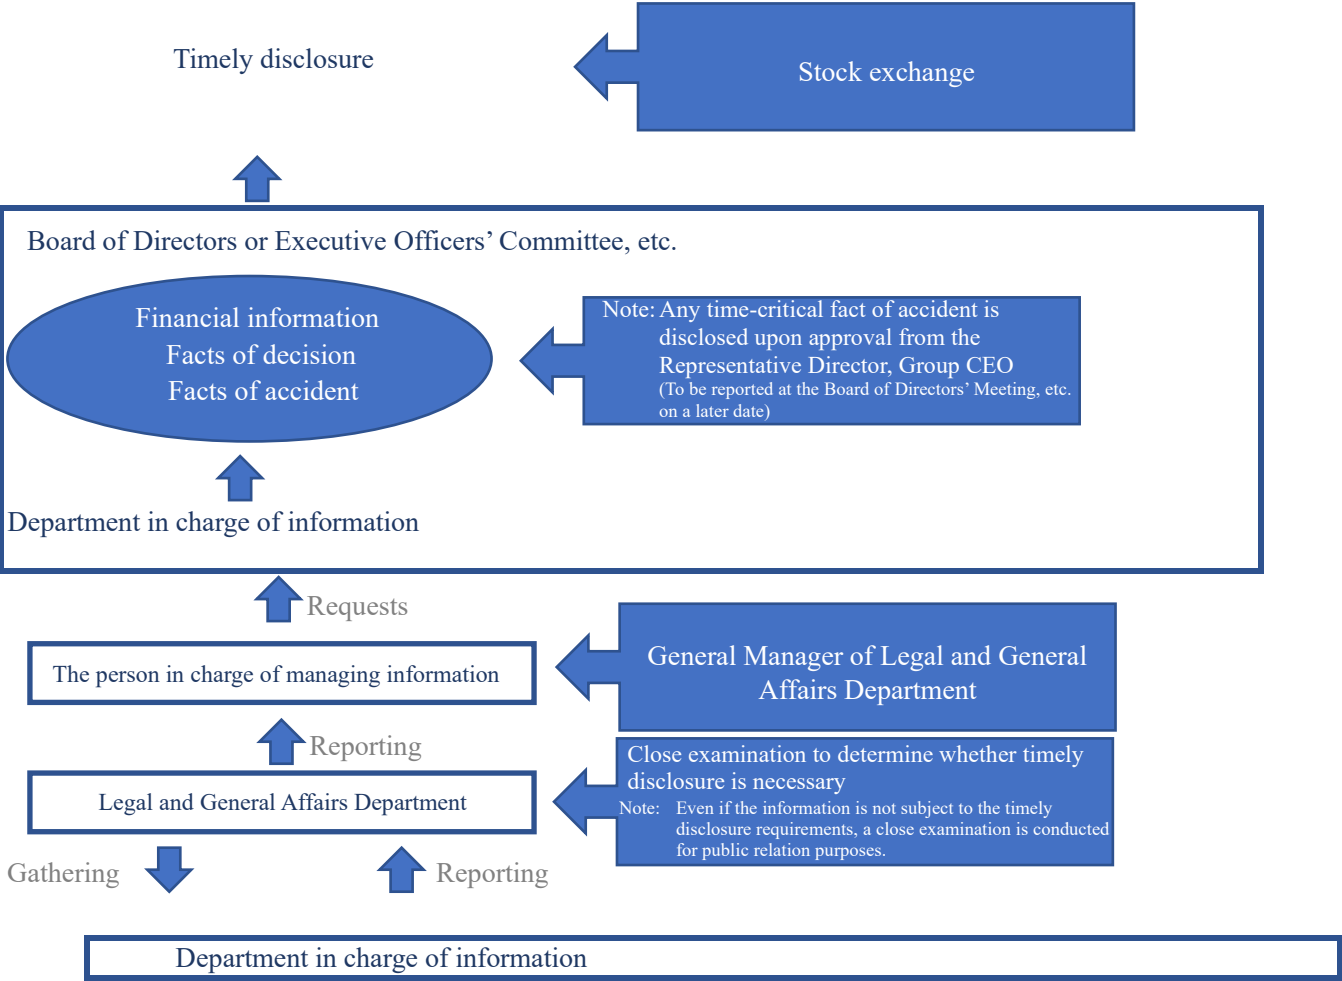 Timely disclosure
Stock exchange
Board of Directors or Executive Officers’ Committee, etc.
Financial information
Facts of decision
Facts of accident
Note: Any time-critical fact of accident is
disclosed upon approval from the
Representative Director, Group CEO
(To be reported at the Board of Directors’ Meeting, etc.
on a later date)
Department in charge of information
Requests
The person in charge of managing information
General Manager of Legal and General
Affairs Department
Reporting
Legal and General Affairs Department
Close examination to determine whether timely
disclosure is necessary
Note: Even if the information is not subject to the timely
disclosure requirements, a close examination is conducted
for public relation purposes.
Gathering
Reporting
Department in charge of information